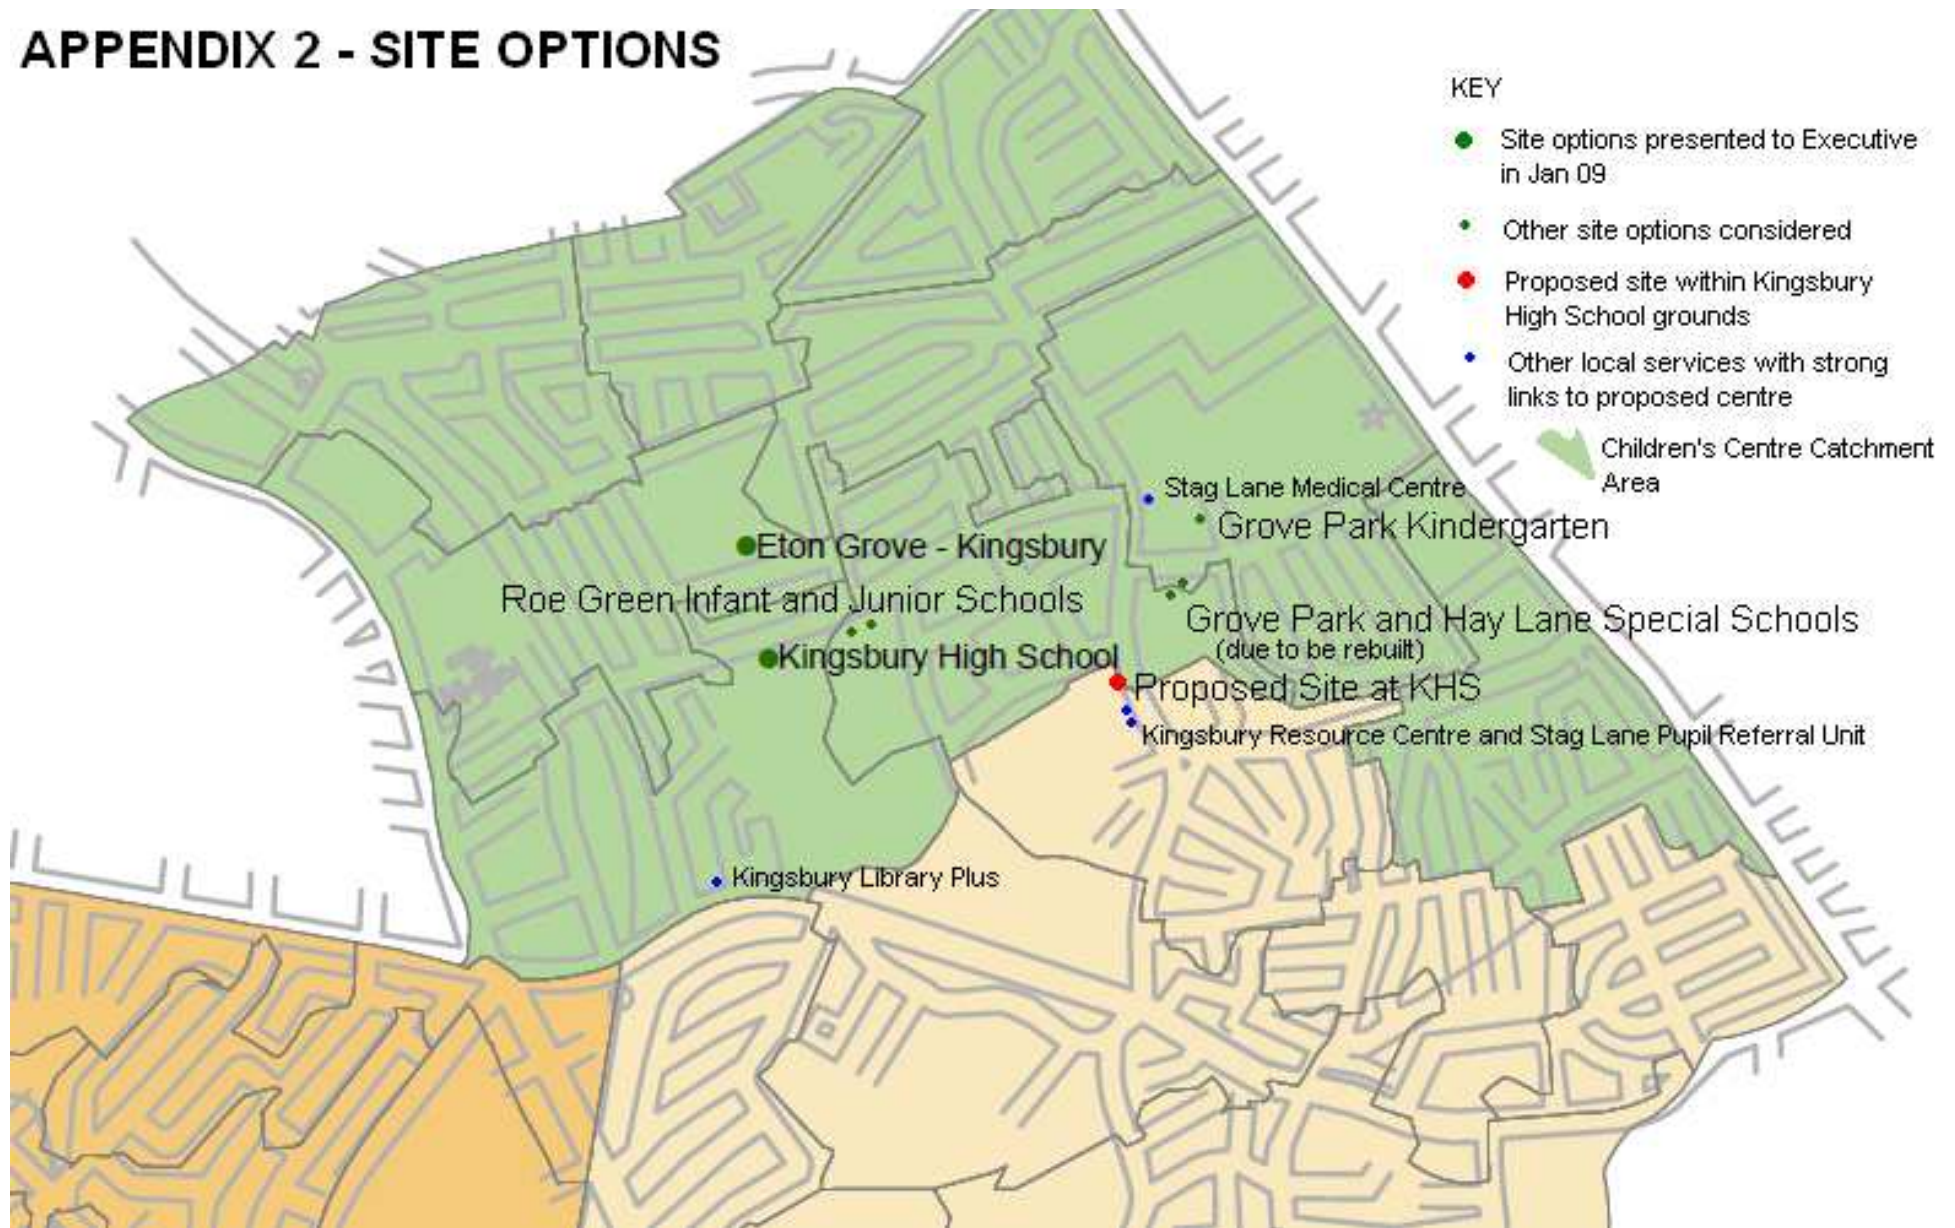 APPENDIX 2 - SITE OPTIONS
KEY
Site options presented to Executive
in Jan 09
Other site options considered
Proposed site within Kingsbury
High School grounds
Other local services with strong
links to proposed centre
Children's Centre Catchment
Area
Stag Lane Medical Centre
Grove Park Kindergarten
Eton Grove - Kingsbury
Roe Green Infant and Junior Schools
Grove Park and Hay Lane Special Schools
(due to be rebuilt)
Kingsbury High School
Proposed Site at KHS
Kingsbury Resource Centre and Stag Lane Pupil Referral Unit
Kingsbury Library Plus